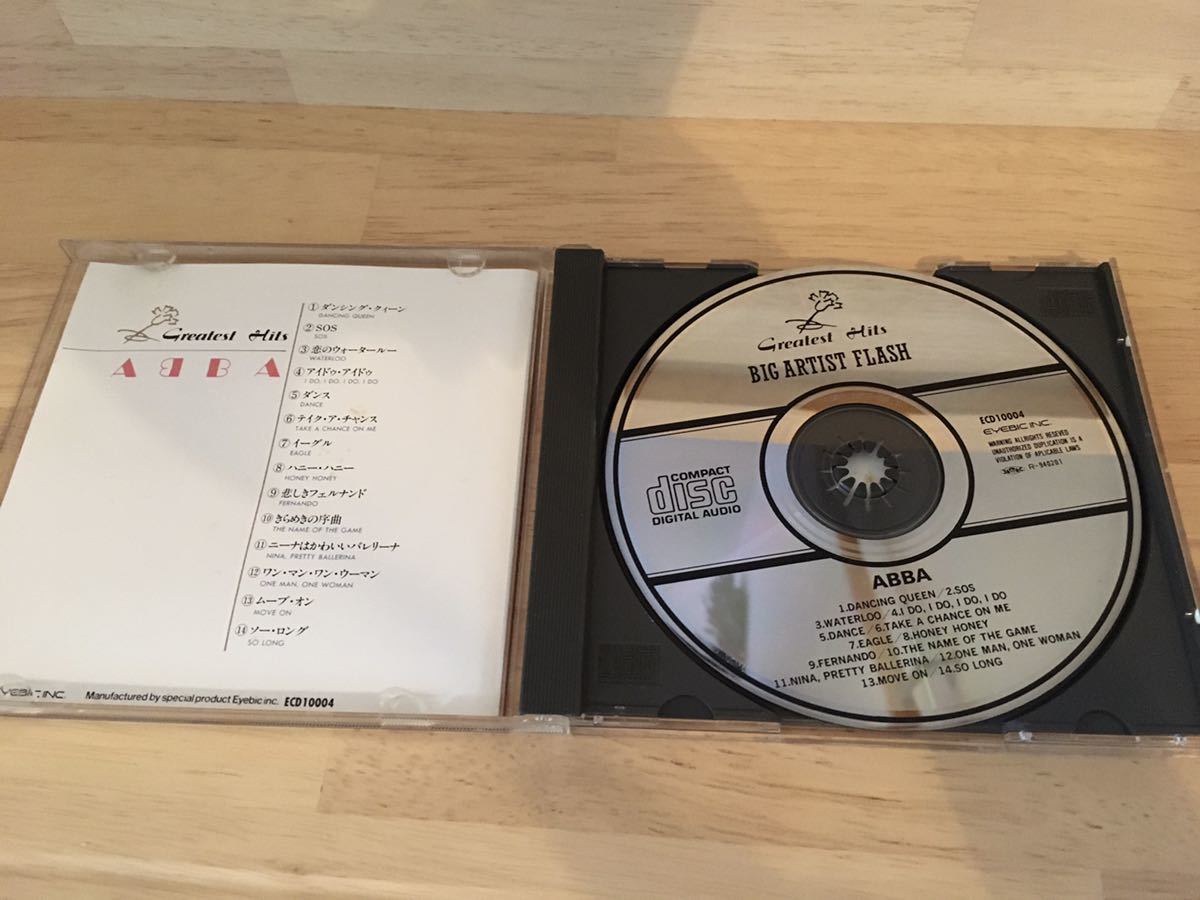 Greatest Hits
ABBA
①ダンシング・クィーン
DANCING QUEEN
②SOS
SOS
③恋のウォータールー
WATERLOO
④アイドゥ・アイドゥ
I DO, I DO, I DO, I DO
⑤ダンス
DANCE
⑥テイク・ア・チャンス
TAKE A CHANCE ON ME
⑦イーグル
EAGLE
⑧ハニー・ハニー
HONEY HONEY
⑨悲しきフェルナンド
FERNANDO
⑩きらめきの序曲
THE NAME OF THE GAME
⑪ニーナはかわいいバレリーナ
NINA, PRETTY BALLERINA
⑫ワン・マン・ワン・ウーマン
ONE MAN, ONE WOMAN
⑬ムーブ・オン
MOVE ON
⑭ソー・ロング
SO LONG
EYEBIC INC. Manufactured by special product Eyebic inc. ECD10004
Greatest Hits
BIG ARTIST FLASH
COMPACT
disc
DIGITAL AUDIO
ECD10004
EYEBIC INC.
WARNING ALLRIGHTS RESEVED
UNAUTHORIZED DUPLICATION IS A
VIOLATION OF APLICABLE LAWS
R-940201
ABBA
1.DANCING QUEEN/2.SOS
3.WATERLOO/4.I DO, I DO, I DO, I DO
5.DANCE/6.TAKE A CHANCE ON ME
7.EAGLE/8.HONEY HONEY
9.FERNANDO/10.THE NAME OF THE GAME
11.NINA, PRETTY BALLERINA/12.ONE MAN, ONE WOMAN
13.MOVE ON/14.SO LONG